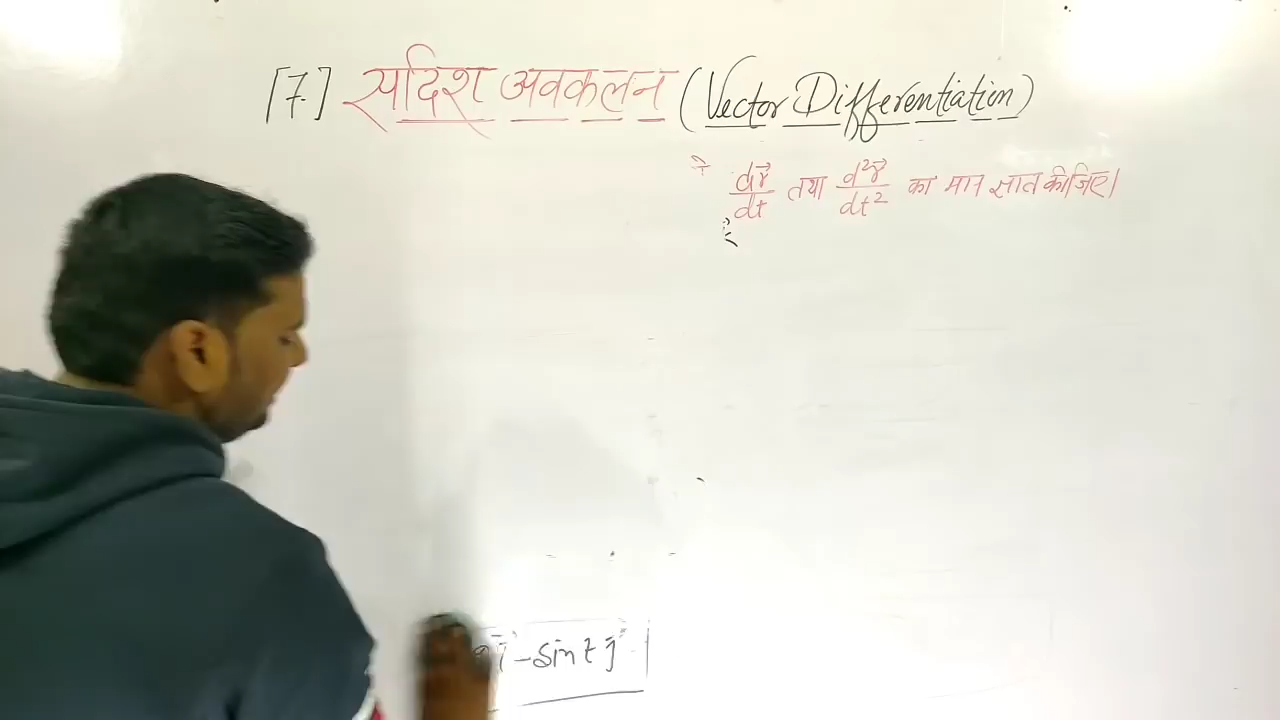 [7.] सदिश अवकलन (Vector Differentiation)
dr⃗/dt तथा d²r⃗/dt² का मान ज्ञात कीजिए।
i⃗ - sin t j⃗